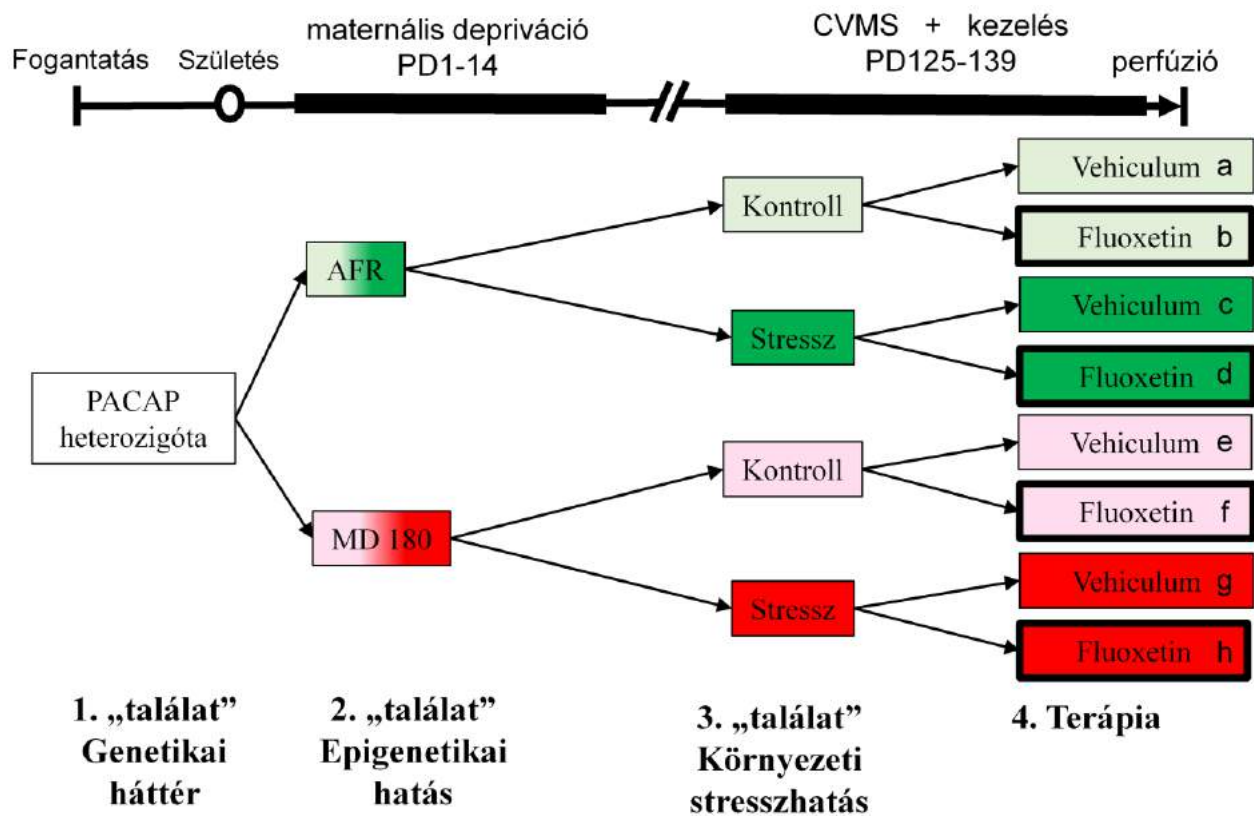 maternális depriváció
CVMS + kezelés
Fogantatás
Születés
PD1-14
PD125-139
perfúzió
Vehiculum a
Kontroll
Fluoxetin b
AFR
Vehiculum c
Stressz
Fluoxetin d
PACAP
heterozigóta
Vehiculum e
Kontroll
Fluoxetin f
MD 180
Vehiculum g
Stressz
Fluoxetin h
1. „találat”
Genetikai
háttér
2. „találat”
Epigenetikai
hatás
3. „találat”
Környezeti
stresszhatás
4. Terápia